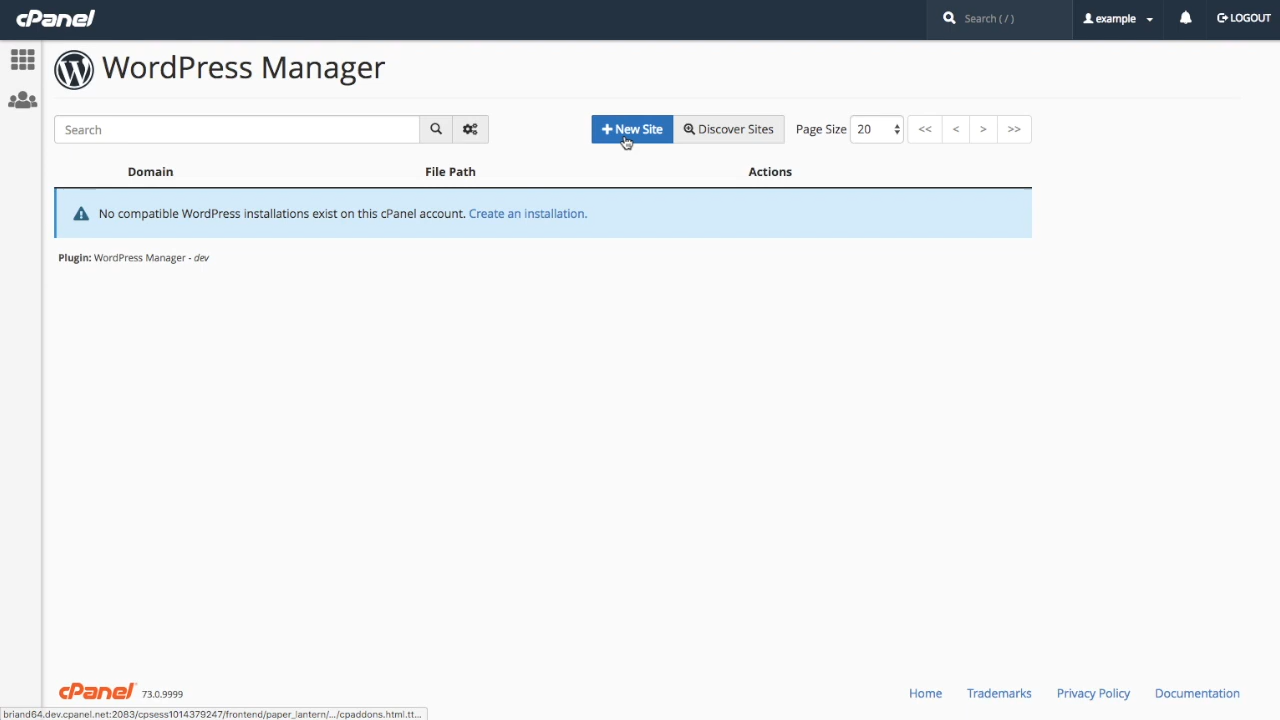 cPanel
Search ( / )
example
LOGOUT
WordPress Manager
Search
New Site
Discover Sites
Page Size
20
<<
<
>
>>
Domain
File Path
Actions
No compatible WordPress installations exist on this cPanel account. Create an installation.
Plugin: WordPress Manager - dev
cPanel 73.0.9999
Home
Trademarks
Privacy Policy
Documentation
briand64.dev.cpanel.net:2083/cpsess1014379247/frontend/paper_lantern/.../cpaddons.html.tt...